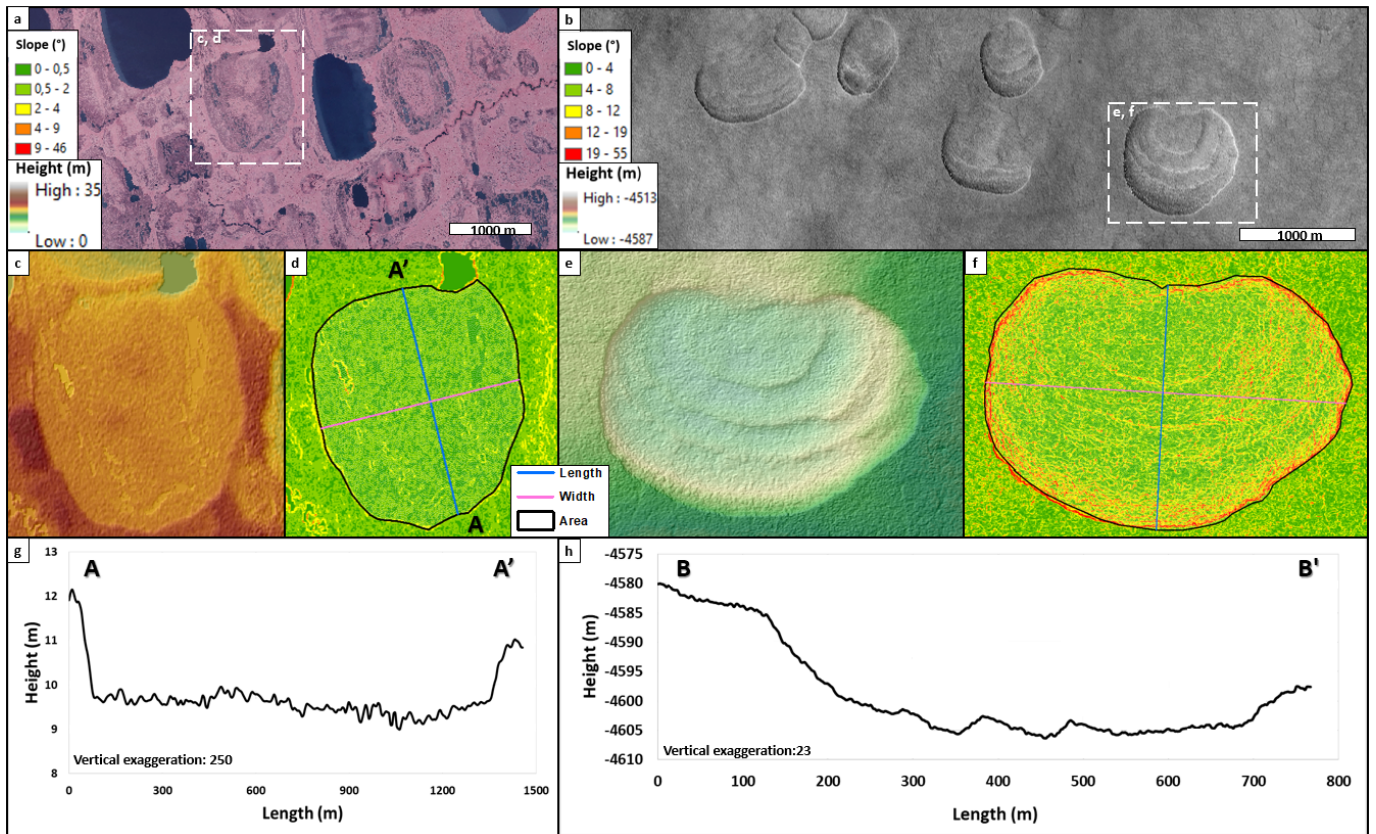 a
c, d
Slope (°)
0 - 0,5
0,5 - 2
2 - 4
4 - 9
9 - 46
Height (m)
High : 35
Low : 0
1000 m
b
e, f
Slope (°)
0 - 4
4 - 8
8 - 12
12 - 19
19 - 55
Height (m)
High : -4513
Low : -4587
1000 m
c
d
A'
A
e
f
Length
Width
Area
g
A
A’
Height (m)
13
12
11
10
9
8
Vertical exaggeration: 250
0
300
600
900
1200
1500
Length (m)
h
B
B'
Height (m)
-4575
-4580
-4585
-4590
-4595
-4600
-4605
-4610
Vertical exaggeration:23
0
100
200
300
400
500
600
700
800
Length (m)